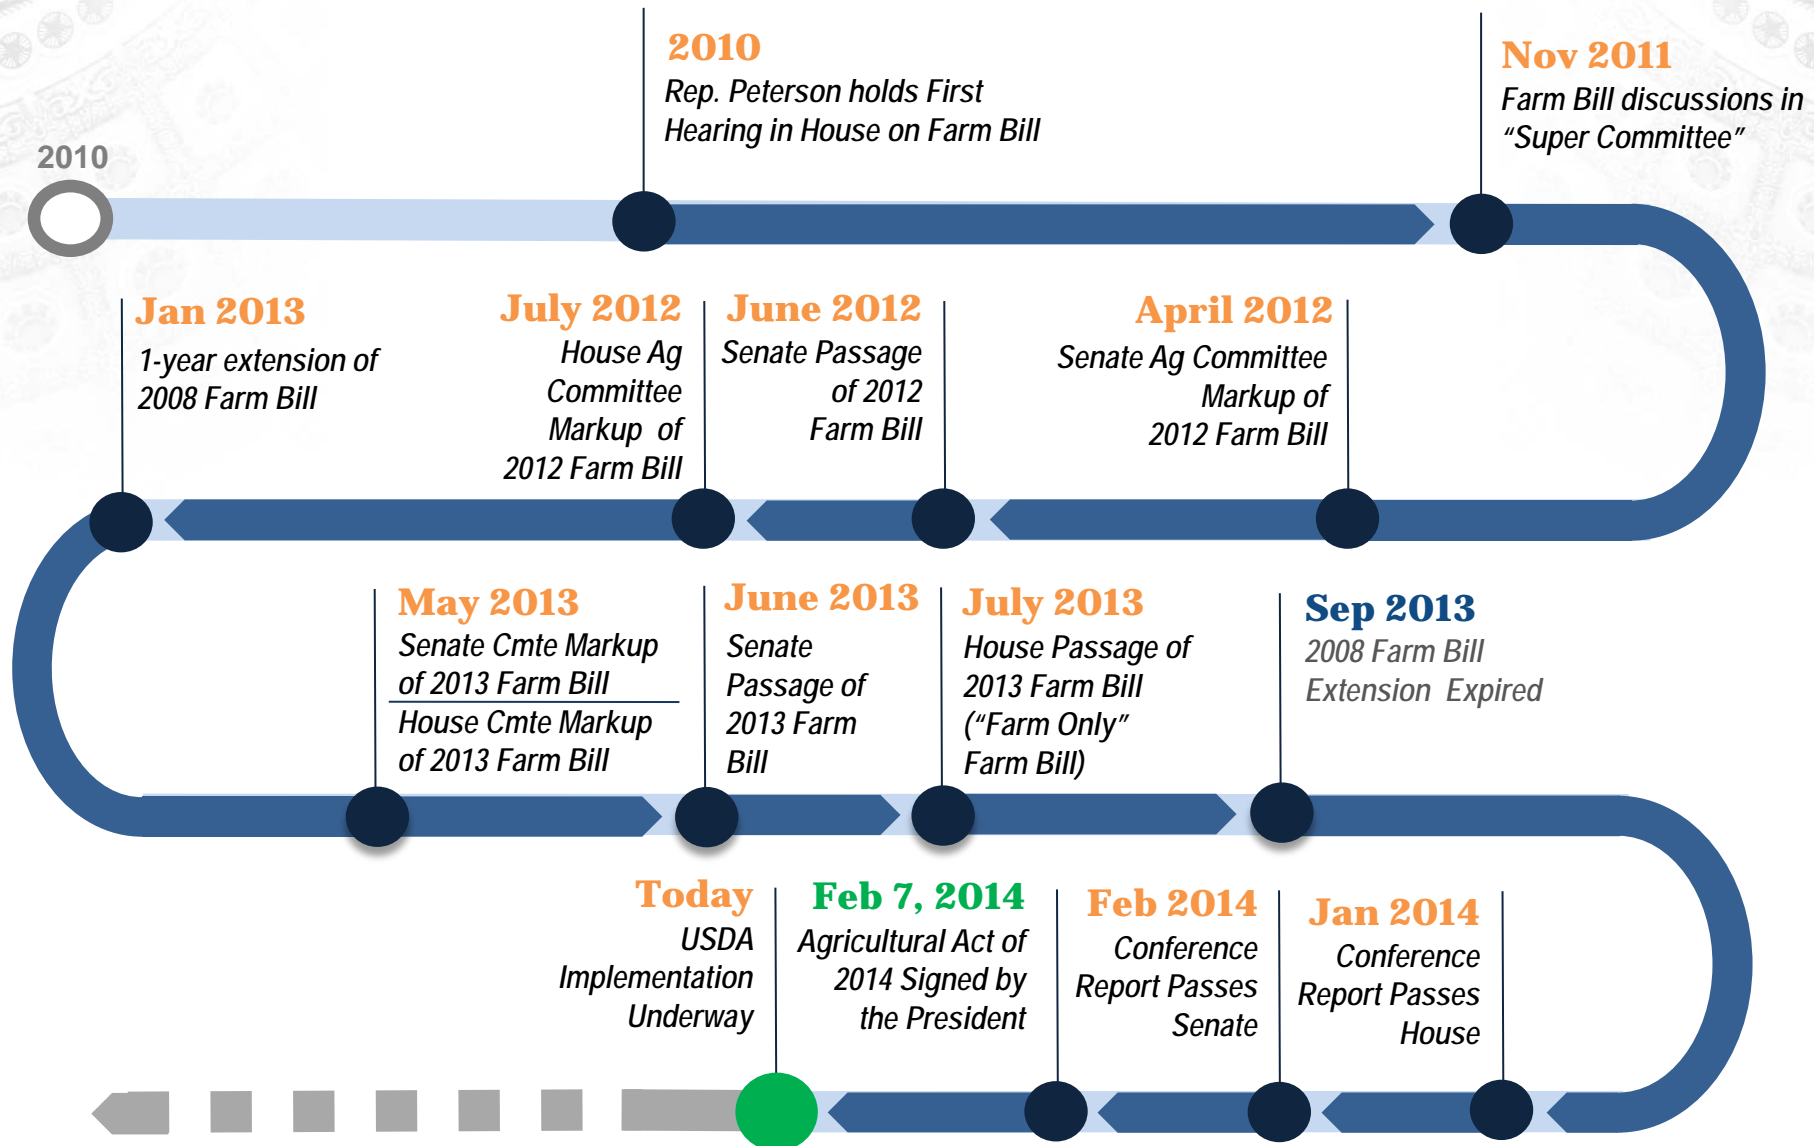 2010
2010
Rep. Peterson holds First
Hearing in House on Farm Bill
Nov 2011
Farm Bill discussions in
“Super Committee”
April 2012
Senate Ag Committee
Markup of
2012 Farm Bill
June 2012
Senate Passage
of 2012
Farm Bill
July 2012
House Ag
Committee
Markup of
2012 Farm Bill
Jan 2013
1-year extension of
2008 Farm Bill
May 2013
Senate Cmte Markup
of 2013 Farm Bill
House Cmte Markup
of 2013 Farm Bill
June 2013
Senate
Passage of
2013 Farm
Bill
July 2013
House Passage of
2013 Farm Bill
(“Farm Only”
Farm Bill)
Sep 2013
2008 Farm Bill
Extension Expired
Jan 2014
Conference
Report Passes
House
Feb 2014
Conference
Report Passes
Senate
Feb 7, 2014
Agricultural Act of
2014 Signed by
the President
Today
USDA
Implementation
Underway